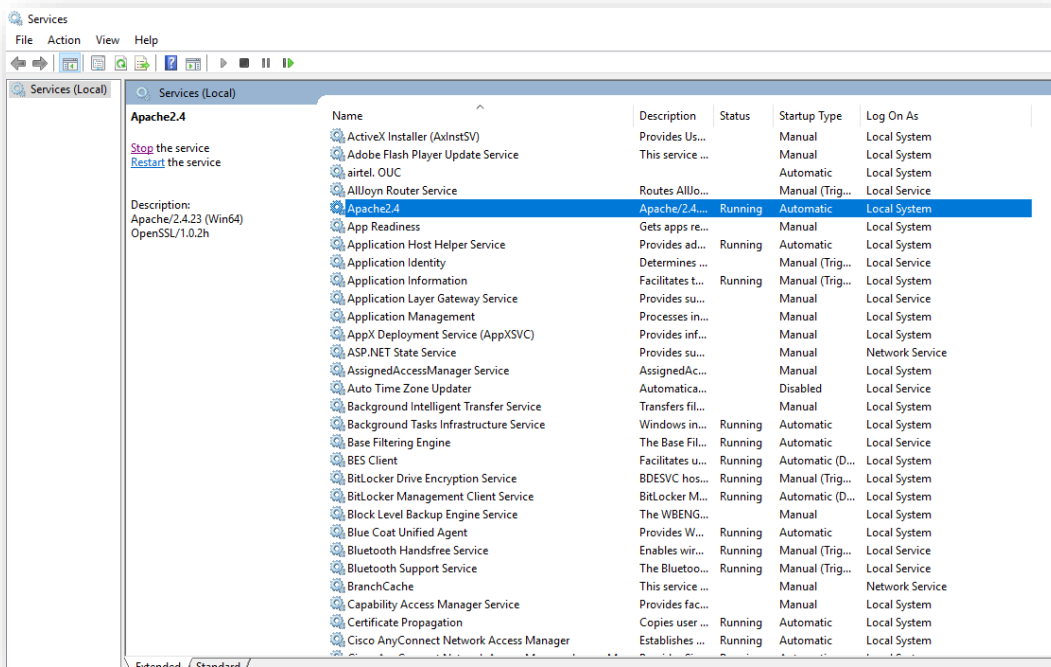 Services
File Action View Help
Services (Local)
Services (Local)
Apache2.4
Stop the service
Restart the service
Description:
Apache/2.4.23 (Win64)
OpenSSL/1.0.2h
Name Description Status Startup Type Log On As
ActiveX Installer (AxInstSV) Provides Us... Manual Local System
Adobe Flash Player Update Service This service ... Manual Local System
airtel. OUC Automatic Local System
AllJoyn Router Service Routes AllJo... Manual (Trig... Local Service
Apache2.4 Apache/2.4.... Running Automatic Local System
App Readiness Gets apps re... Manual Local System
Application Host Helper Service Provides ad... Running Automatic Local System
Application Identity Determines ... Manual (Trig... Local Service
Application Information Facilitates t... Running Manual (Trig... Local System
Application Layer Gateway Service Provides su... Manual Local Service
Application Management Processes in... Manual Local System
AppX Deployment Service (AppXSVC) Provides inf... Manual Local System
ASP.NET State Service Provides su... Manual Network Service
AssignedAccessManager Service AssignedAc... Manual Local System
Auto Time Zone Updater Automatica... Disabled Local Service
Background Intelligent Transfer Service Transfers fil... Manual Local System
Background Tasks Infrastructure Service Windows in... Running Automatic Local System
Base Filtering Engine The Base Fil... Running Automatic Local Service
BES Client Facilitates u... Running Automatic (D... Local System
BitLocker Drive Encryption Service BDESVC hos... Running Manual (Trig... Local System
BitLocker Management Client Service BitLocker M... Running Automatic (D... Local System
Block Level Backup Engine Service The WBENG... Manual Local System
Blue Coat Unified Agent Provides W... Running Automatic Local System
Bluetooth Handsfree Service Enables wir... Running Manual (Trig... Local Service
Bluetooth Support Service The Bluetoo... Running Manual (Trig... Local Service
BranchCache This service ... Manual Network Service
Capability Access Manager Service Provides fac... Manual Local System
Certificate Propagation Copies user ... Running Automatic Local System
Cisco AnyConnect Network Access Manager Establishes ... Running Automatic Local System
Extended Standard